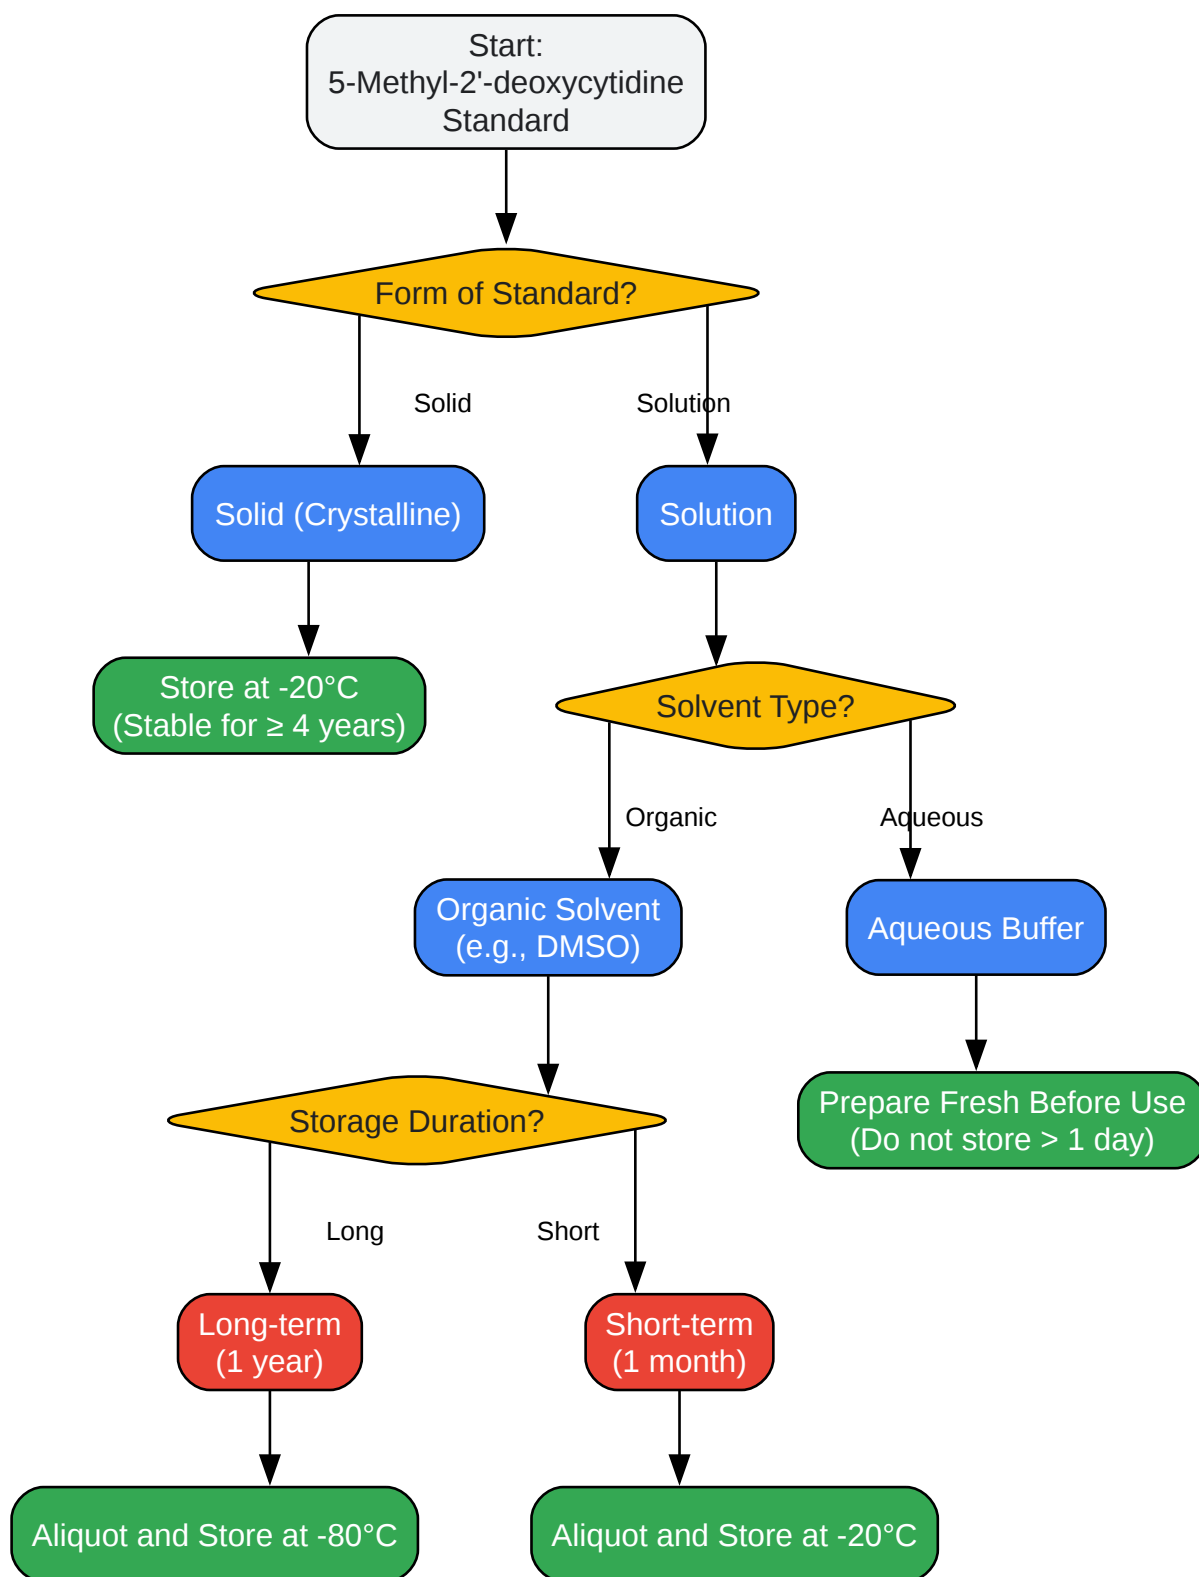 Start:
5-Methyl-2'-deoxycytidine
Standard
Form of Standard?
Solid
Solution
Solid (Crystalline)
Solution
Store at -20°C
(Stable for ≥ 4 years)
Solvent Type?
Organic
Aqueous
Organic Solvent
(e.g., DMSO)
Aqueous Buffer
Storage Duration?
Prepare Fresh Before Use
(Do not store > 1 day)
Long
Short
Long-term
(1 year)
Short-term
(1 month)
Aliquot and Store at -80°C
Aliquot and Store at -20°C